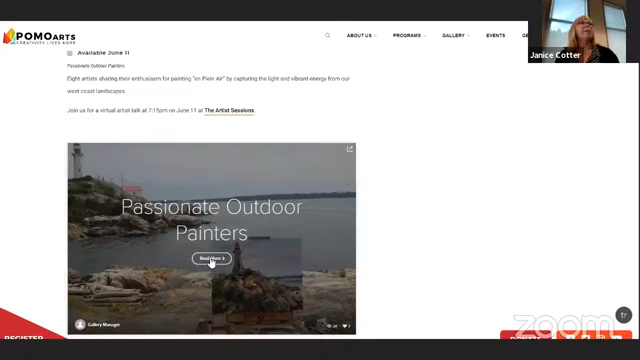 POMOARTS
CREATIVITY LIVES HERE
ABOUT US
PROGRAMS
GALLERY
EVENTS
Janice Cotter
Available June 11
Passionate Outdoor Painters
Eight artists sharing their enthusiasm for painting "en Plein Air" by capturing the light and vibrant energy from our
west coast landscapes.
Join us for a virtual artist talk at 7:15pm on June 11 at The Artist Sessions.
Passionate Outdoor
Painters
Read More
Gallery Manager
REGISTER
zoom